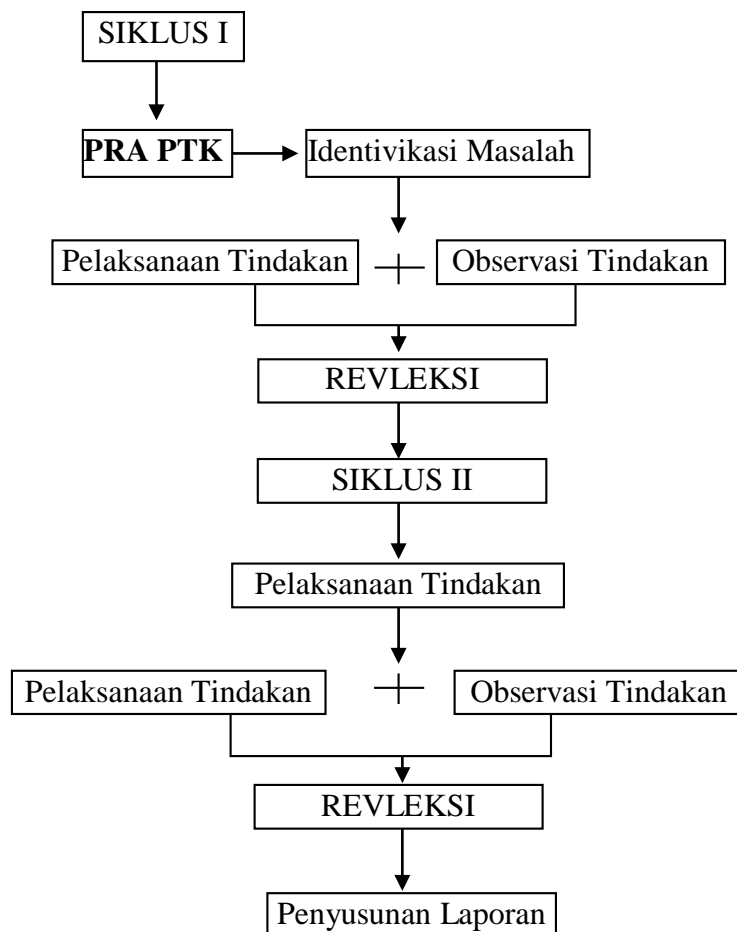 SIKLUS I
PRA PTK
Identivikasi Masalah
Pelaksanaan Tindakan
Observasi Tindakan
REVLEKSI
SIKLUS II
Pelaksanaan Tindakan
Pelaksanaan Tindakan
Observasi Tindakan
REVLEKSI
Penyusunan Laporan